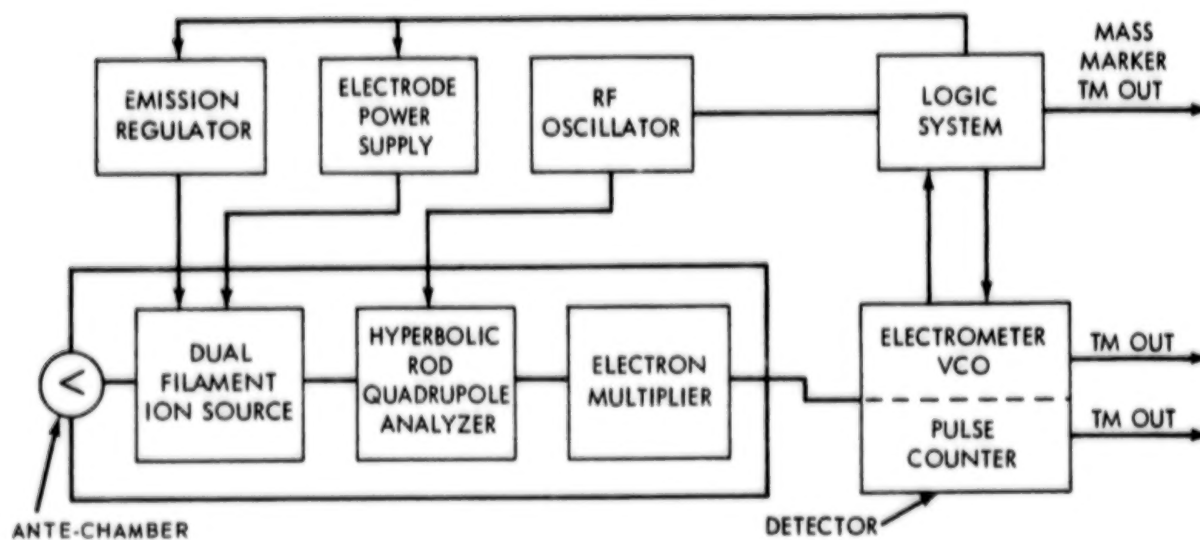 EMISSION
REGULATOR
ELECTRODE
POWER
SUPPLY
RF
OSCILLATOR
LOGIC
SYSTEM
MASS
MARKER
TM OUT
<
DUAL
FILAMENT
ION SOURCE
HYPERBOLIC
ROD
QUADRUPOLE
ANALYZER
ELECTRON
MULTIPLIER
ELECTROMETER
VCO
PULSE
COUNTER
TM OUT
TM OUT
ANTE-CHAMBER
DETECTOR